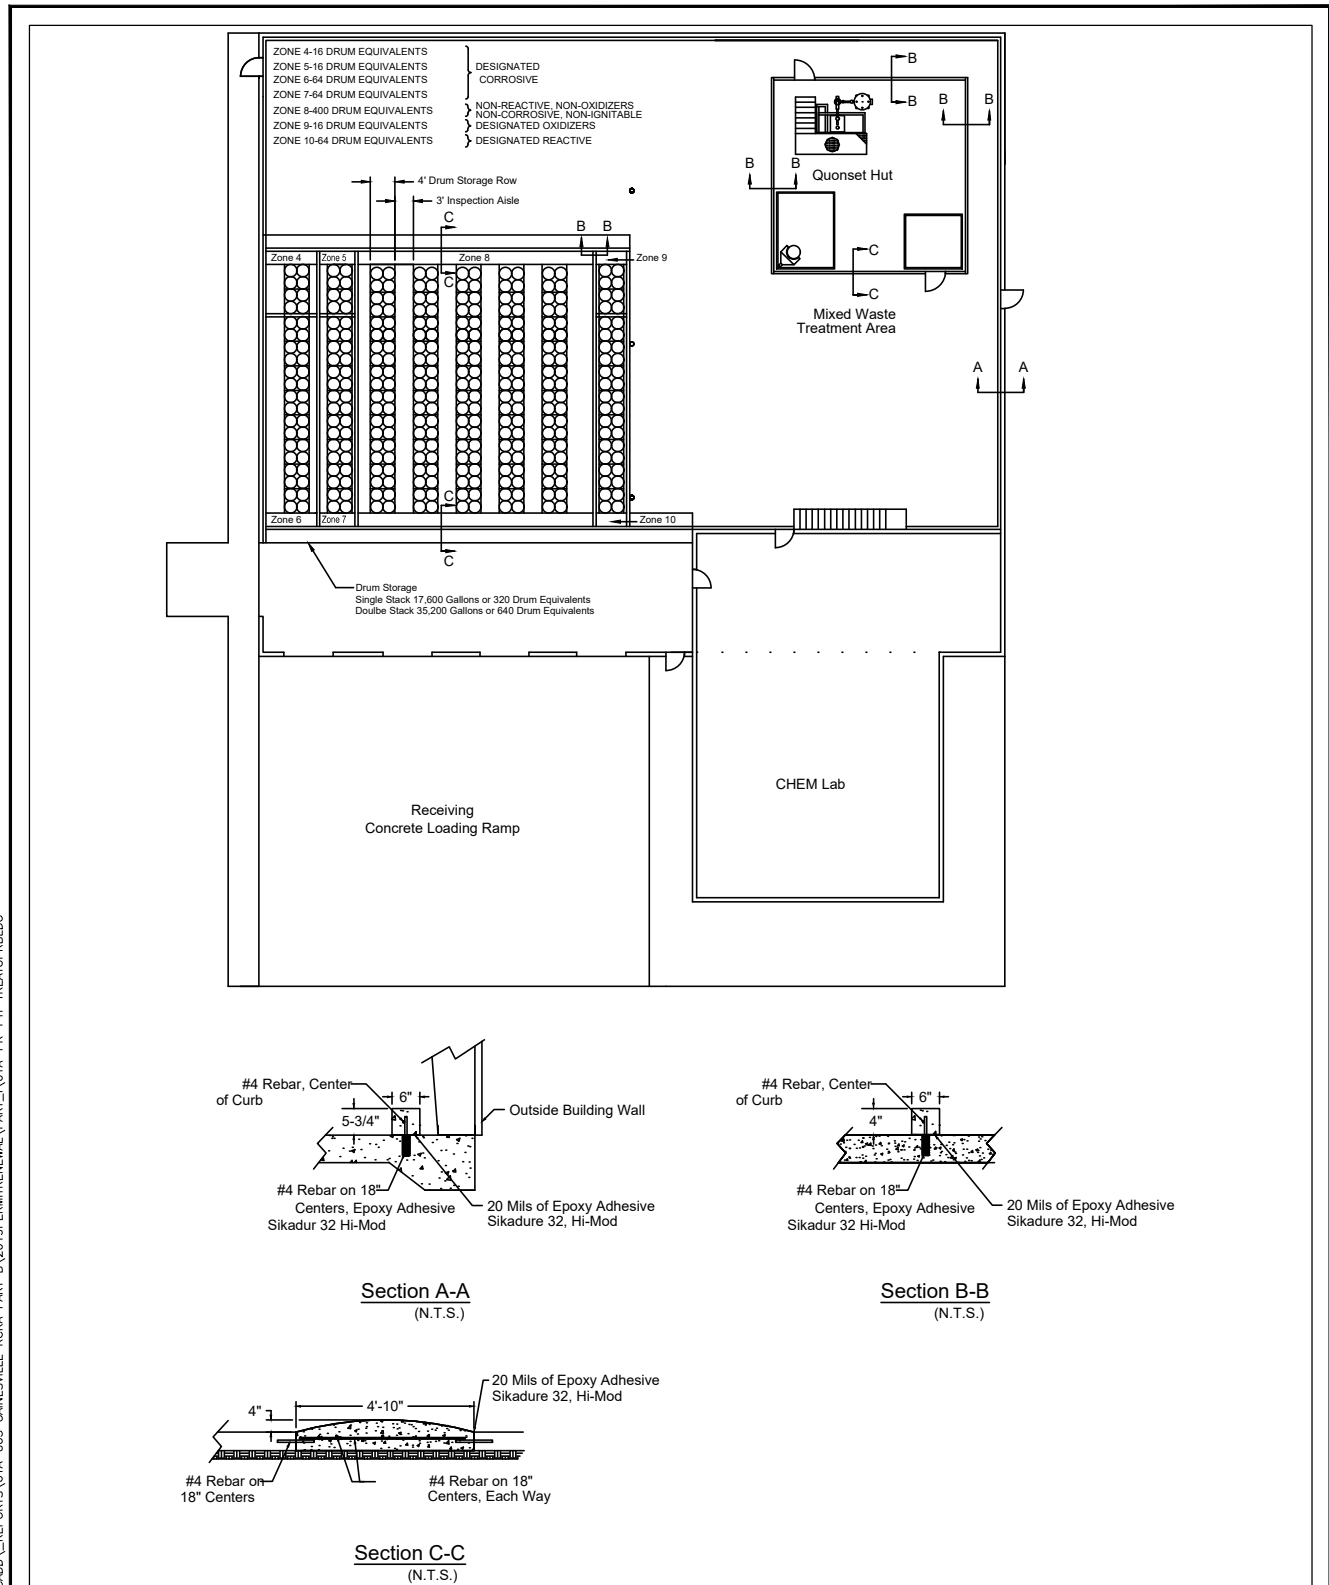 ZONE 4-16 DRUM EQUIVALENTS
ZONE 5-16 DRUM EQUIVALENTS
ZONE 6-64 DRUM EQUIVALENTS
ZONE 7-64 DRUM EQUIVALENTS
DESIGNATED
CORROSIVE
ZONE 8-400 DRUM EQUIVALENTS
NON-REACTIVE, NON-OXIDIZERS
NON-CORROSIVE, NON-IGNITABLE
ZONE 9-16 DRUM EQUIVALENTS
DESIGNATED OXIDIZERS
ZONE 10-64 DRUM EQUIVALENTS
DESIGNATED REACTIVE
B
B
B B
B B
Quonset Hut
4' Drum Storage Row
3' Inspection Aisle
C
C
B B
Zone 4
Zone 5
Zone 8
Zone 9
C
C
Mixed Waste
Treatment Area
A A
C
C
Zone 6
Zone 7
Zone 10
Drum Storage
Single Stack 17,600 Gallons or 320 Drum Equivalents
Doulbe Stack 35,200 Gallons or 640 Drum Equivalents
CHEM Lab
Receiving
Concrete Loading Ramp
#4 Rebar, Center
of Curb
6"
5-3/4"
Outside Building Wall
#4 Rebar on 18"
Centers, Epoxy Adhesive
Sikadur 32 Hi-Mod
20 Mils of Epoxy Adhesive
Sikadure 32, Hi-Mod
Section A-A
(N.T.S.)
#4 Rebar, Center
of Curb
6"
4"
#4 Rebar on 18"
Centers, Epoxy Adhesive
Sikadur 32 Hi-Mod
20 Mils of Epoxy Adhesive
Sikadure 32, Hi-Mod
Section B-B
(N.T.S.)
20 Mils of Epoxy Adhesive
Sikadure 32, Hi-Mod
4'-10"
4"
#4 Rebar on
18" Centers
#4 Rebar on 18"
Centers, Each Way
Section C-C
(N.T.S.)